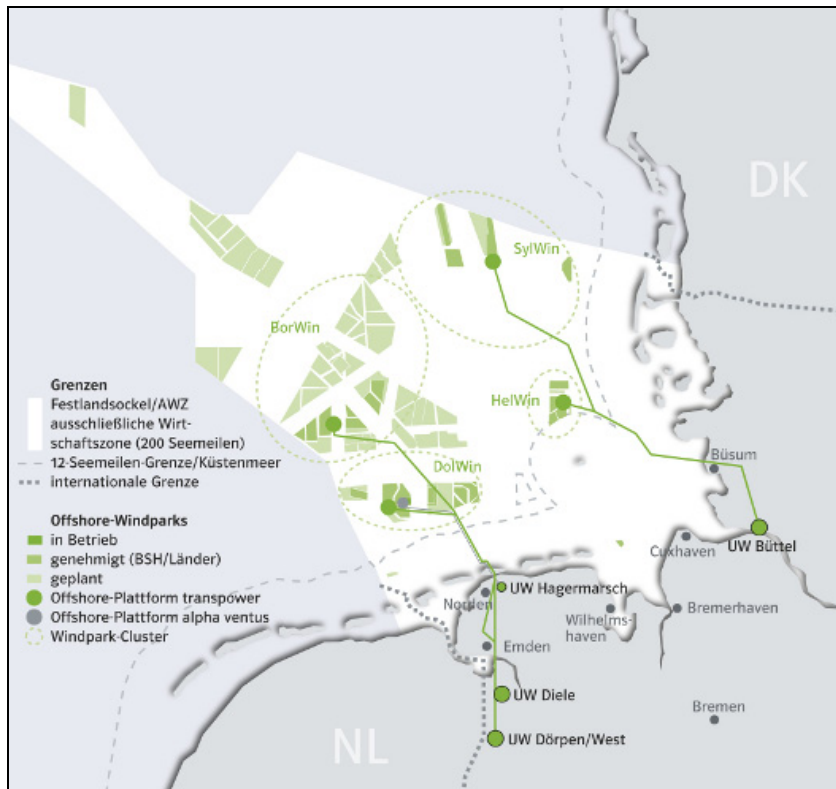 DK
SylWin
BorWin
HelWin
Grenzen
Festlandsockel/AWZ
ausschließliche Wirt-
schaftszone (200 Seemeilen)
12-Seemeilen-Grenze/Küstenmeer
internationale Grenze
DolWin
Büsum
Offshore-Windparks
in Betrieb
genehmigt (BSH/Länder)
geplant
Offshore-Plattform transpower
Offshore-Plattform alpha ventus
Windpark-Cluster
Cuxhaven
UW Büttel
UW Hagermarsch
Norden
Wilhelms-
haven
Bremerhaven
Emden
UW Diele
Bremen
UW Dörpen/West
NL